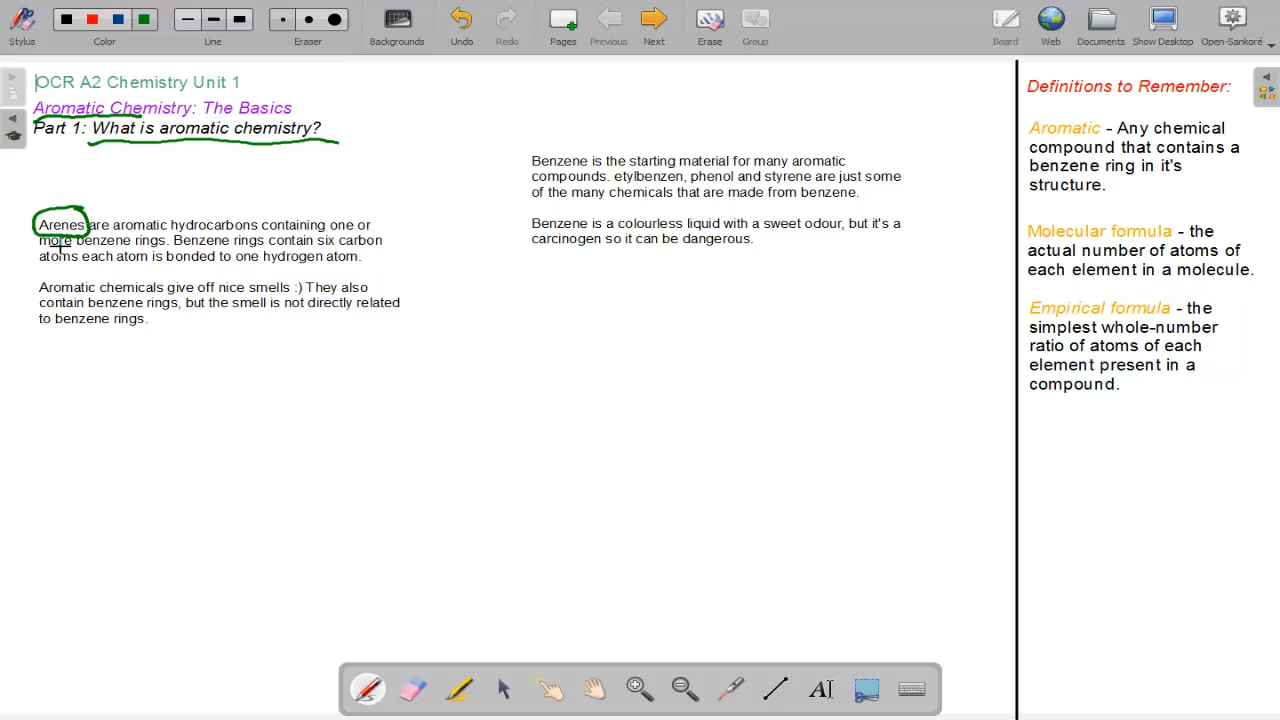 Stylus
Color
Line
Eraser
Backgrounds
Undo
Redo
Pages
Previous
Next
Erase
Group
Board
Web
Documents
Show Desktop
Open-Sankoré
OCR A2 Chemistry Unit 1
Aromatic Chemistry: The Basics
Part 1: What is aromatic chemistry?
Arenes are aromatic hydrocarbons containing one or
more benzene rings. Benzene rings contain six carbon
atoms each atom is bonded to one hydrogen atom.
Aromatic chemicals give off nice smells :) They also
contain benzene rings, but the smell is not directly related
to benzene rings.
Benzene is the starting material for many aromatic
compounds. etylbenzen, phenol and styrene are just some
of the many chemicals that are made from benzene.
Benzene is a colourless liquid with a sweet odour, but it's a
carcinogen so it can be dangerous.
Definitions to Remember:
Aromatic - Any chemical
compound that contains a
benzene ring in it's
structure.
Molecular formula - the
actual number of atoms of
each element in a molecule.
Empirical formula - the
simplest whole-number
ratio of atoms of each
element present in a
compound.
AI